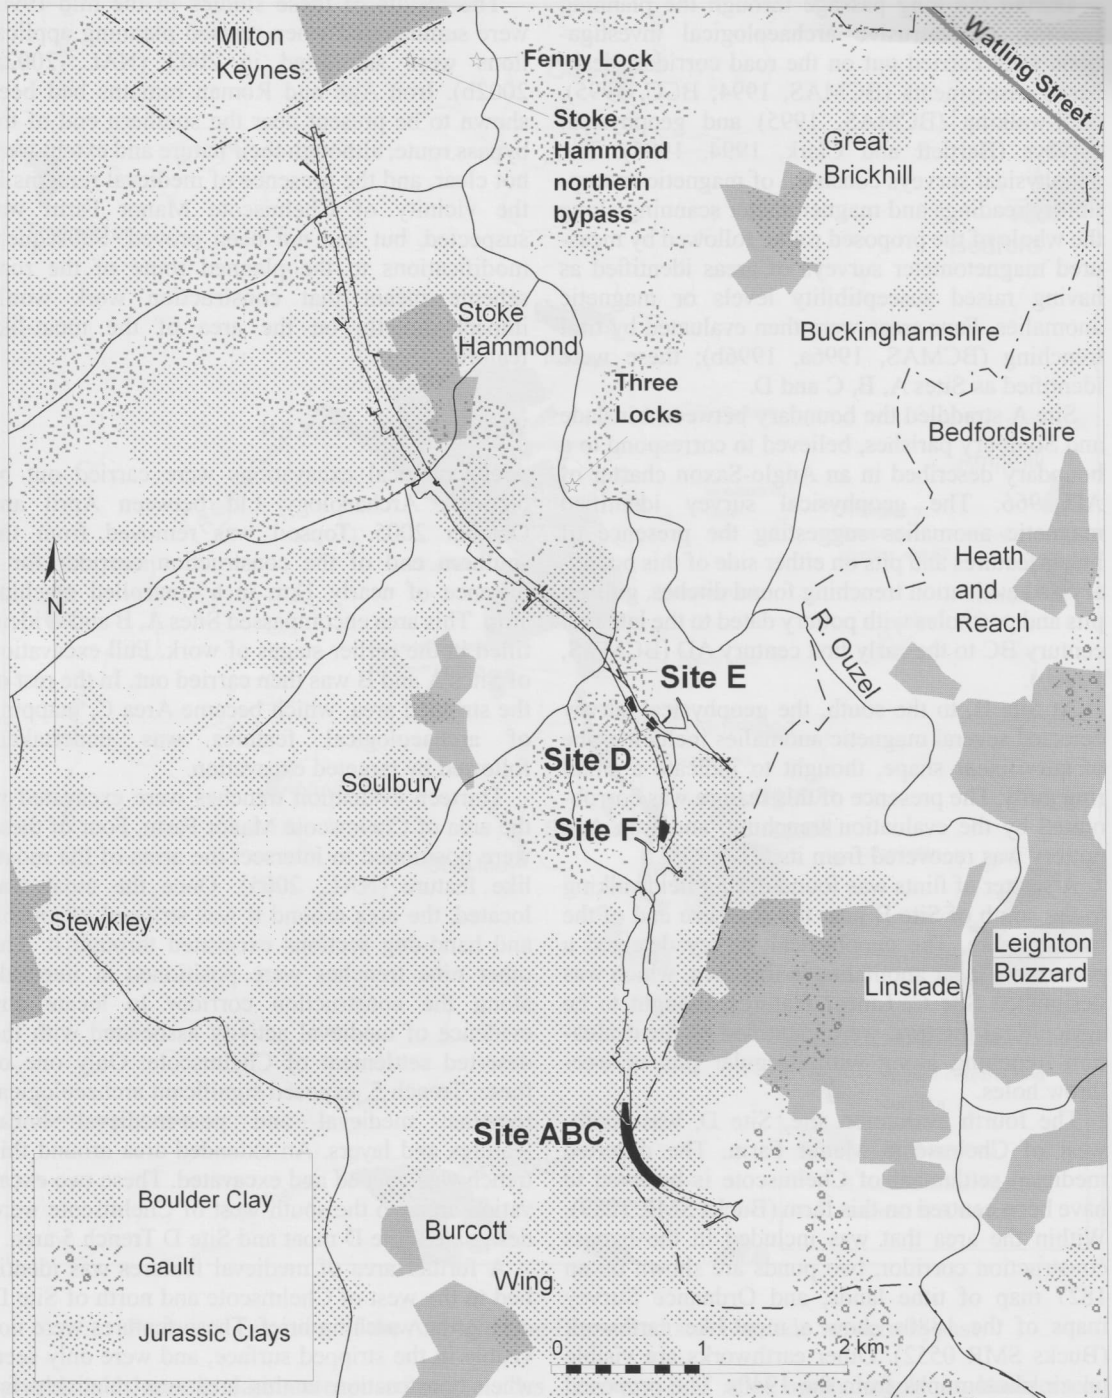 Milton
Keynes
Fenny Lock
Watling Street
Stoke
Hammond
northern
bypass
Great
Brickhill
Stoke
Hammond
Buckinghamshire
Three
Locks
Bedfordshire
Heath
and
Reach
N
R. Ouzel
Site E
Site D
Soulbury
Site F
Stewkley
Leighton
Buzzard
Linslade
Site ABC
Boulder Clay
Gault
Jurassic Clays
Burcott
Wing
0 1 2 km